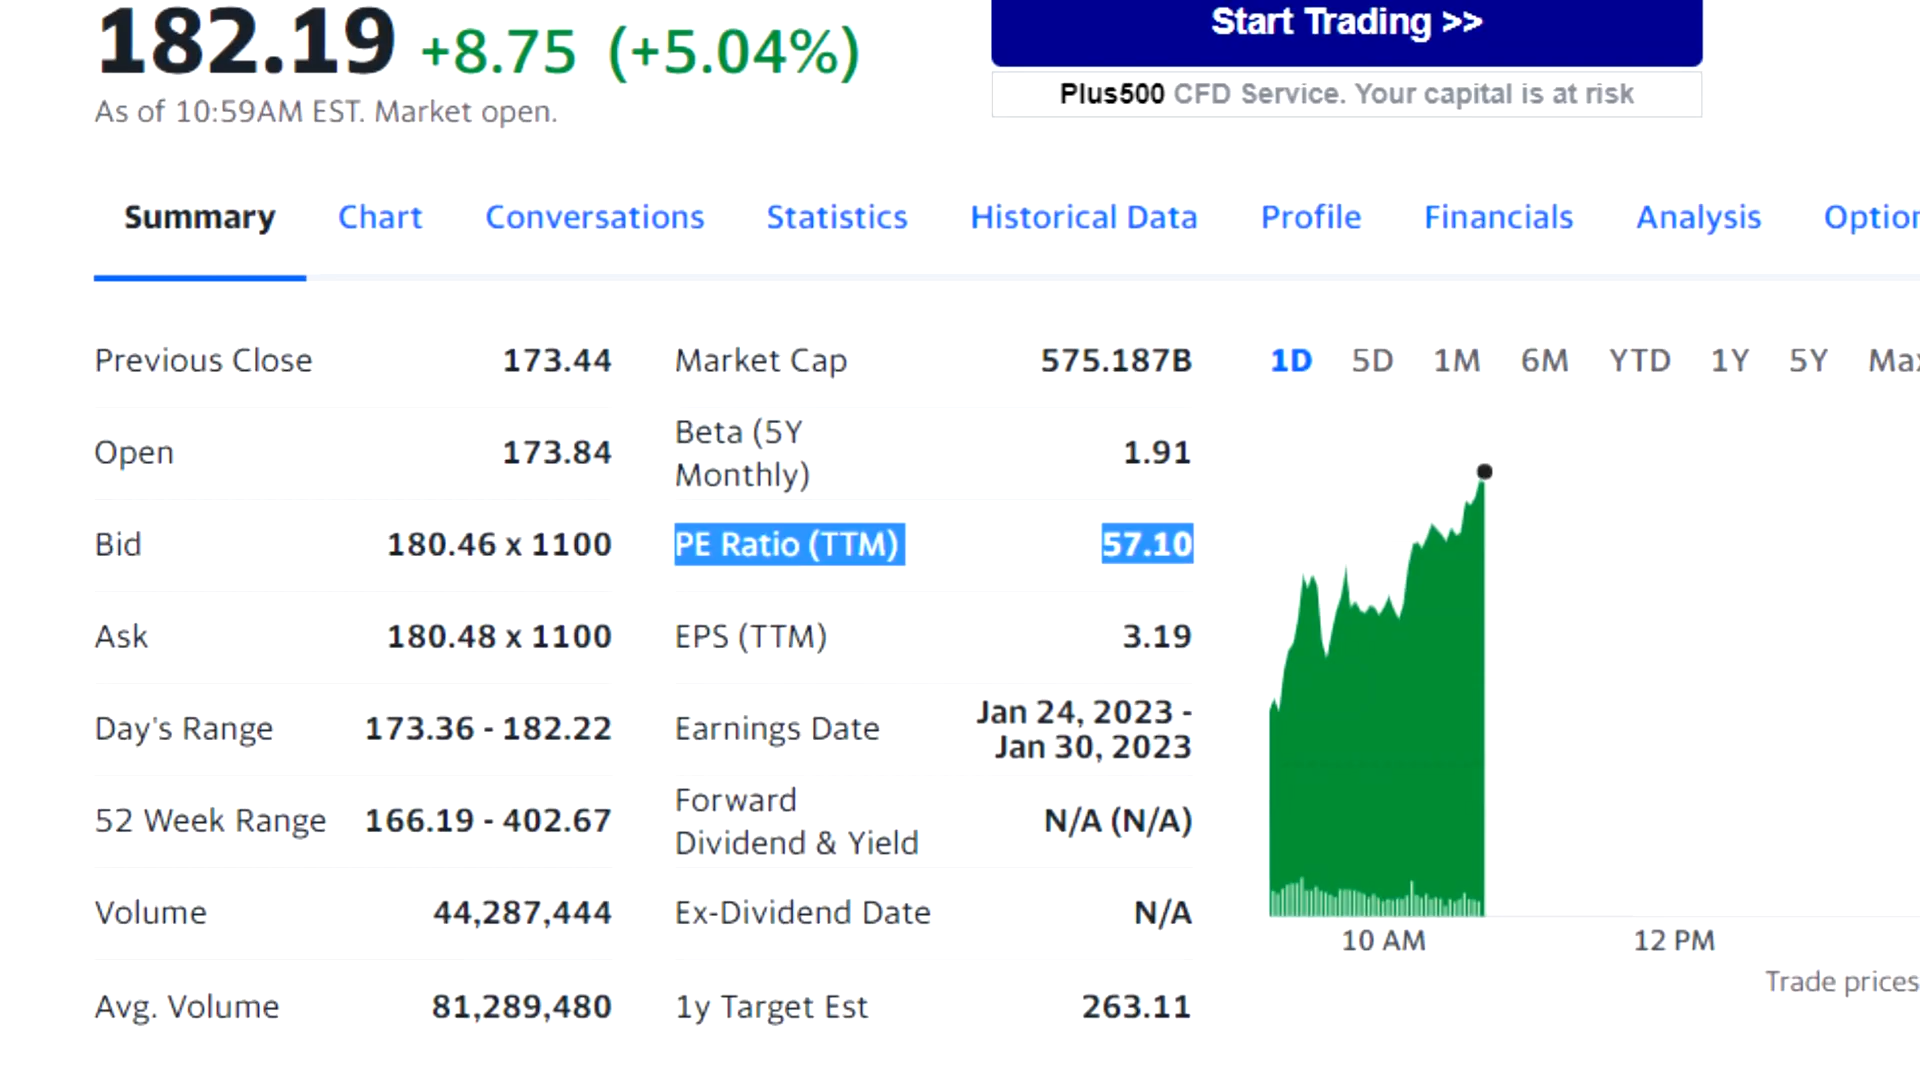 182.19 +8.75 (+5.04%)
As of 10:59AM EST. Market open.
Start Trading >>
Plus500 CFD Service. Your capital is at risk
Summary Chart Conversations Statistics Historical Data Profile Financials Analysis Option
Previous Close 173.44
Open 173.84
Bid 180.46 x 1100
Ask 180.48 x 1100
Day's Range 173.36 - 182.22
52 Week Range 166.19 - 402.67
Volume 44,287,444
Avg. Volume 81,289,480
Market Cap 575.187B
Beta (5Y
Monthly) 1.91
PE Ratio (TTM) 57.10
EPS (TTM) 3.19
Earnings Date Jan 24, 2023 -
Jan 30, 2023
Forward
Dividend & Yield N/A (N/A)
Ex-Dividend Date N/A
1y Target Est 263.11
1D 5D 1M 6M YTD 1Y 5Y Max
10 AM 12 PM
Trade prices